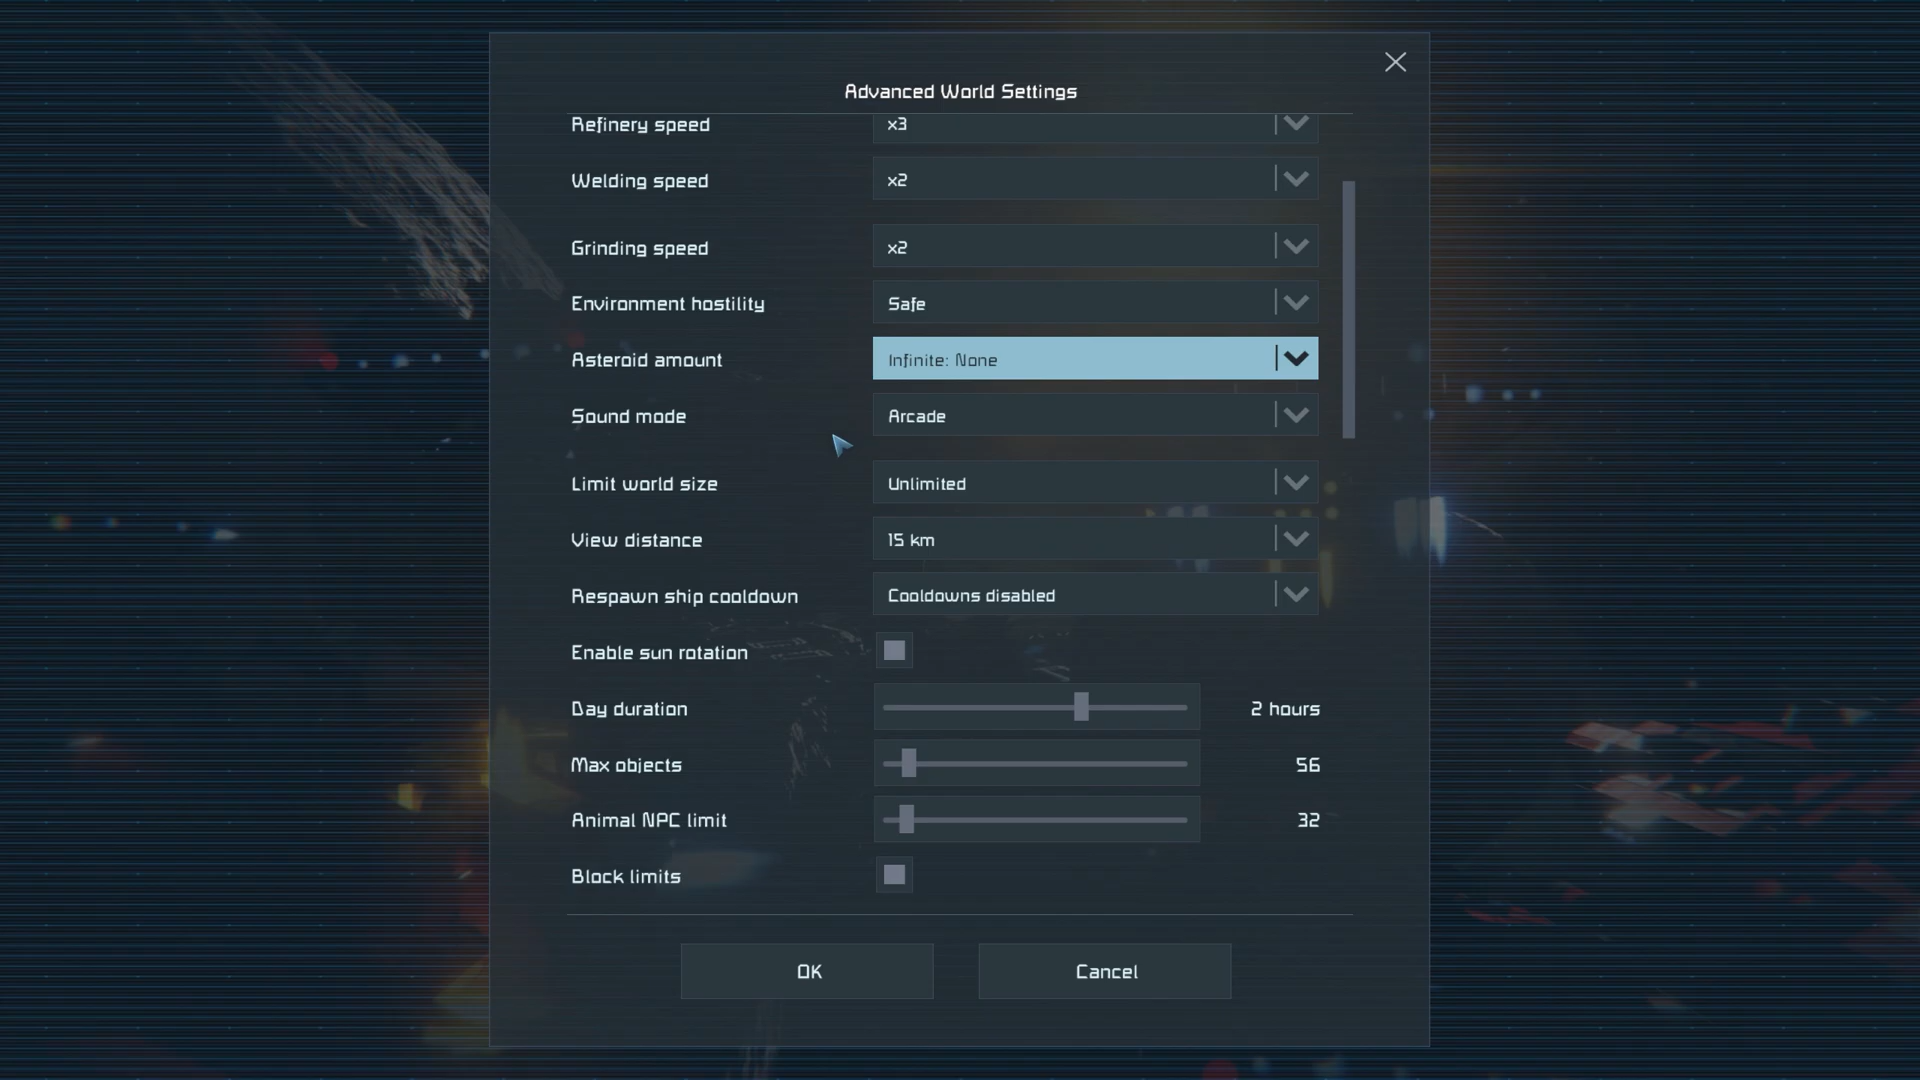 Advanced World Settings
Refinery speed x3
Welding speed x2
Grinding speed x2
Environment hostility Safe
Asteroid amount Infinite: None
Sound mode Arcade
Limit world size Unlimited
View distance 15 km
Respawn ship cooldown Cooldowns disabled
Enable sun rotation
Day duration 2 hours
Max objects 56
Animal NPC limit 32
Block limits
OK Cancel